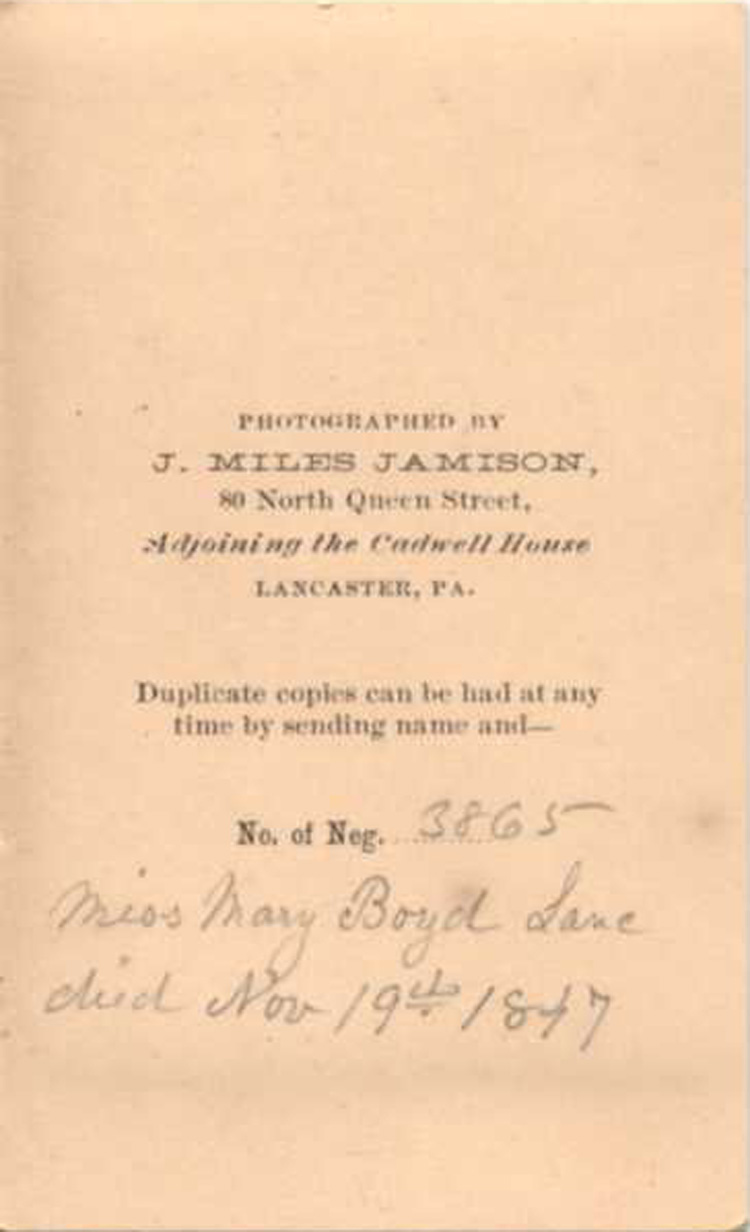 PHOTOGRAPHED BY
J. MILES JAMISON,
80 North Queen Street,
Adjoining the Cadwell House
LANCASTER, PA.
Duplicate copies can be had at any
time by sending name and—
No. of Neg. 3865
Miss Mary Boyd Lane
died Nov 19th 1847